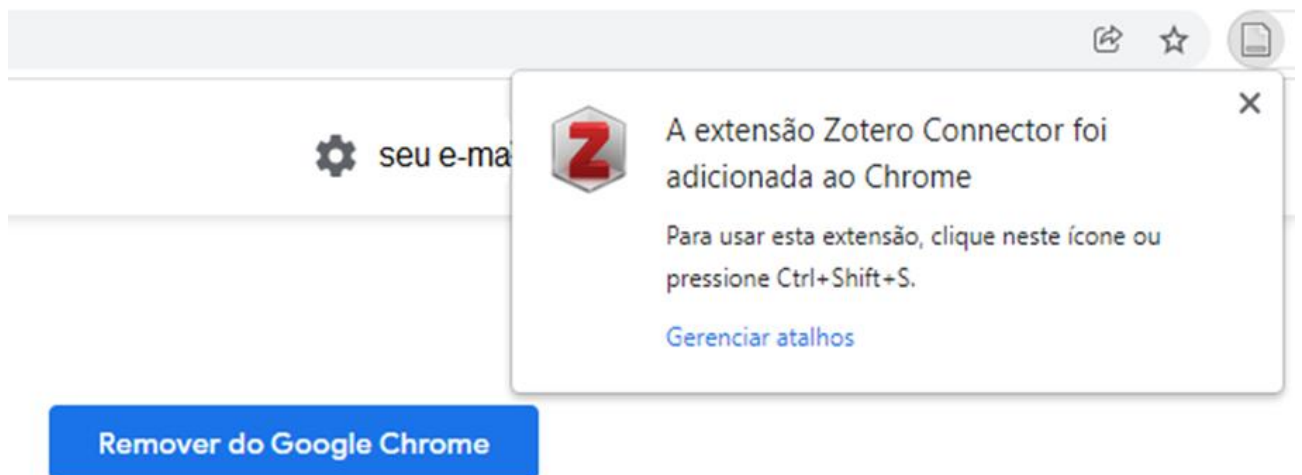 seu e-ma
Z
A extensão Zotero Connector foi
adicionada ao Chrome
Para usar esta extensão, clique neste ícone ou
pressione Ctrl+Shift+S.
Gerenciar atalhos
Remover do Google Chrome